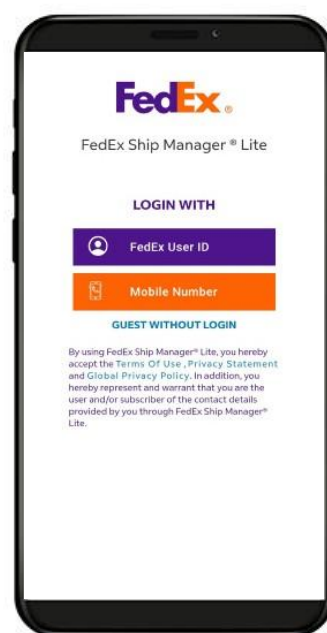 FedEx®
FedEx Ship Manager ® Lite
LOGIN WITH
FedEx User ID
Mobile Number
GUEST WITHOUT LOGIN
By using FedEx Ship Manager® Lite, you hereby
accept the Terms Of Use , Privacy Statement
and Global Privacy Policy. In addition, you
hereby represent and warrant that you are the
user and/or subscriber of the contact details
provided by you through FedEx Ship Manager®
Lite.